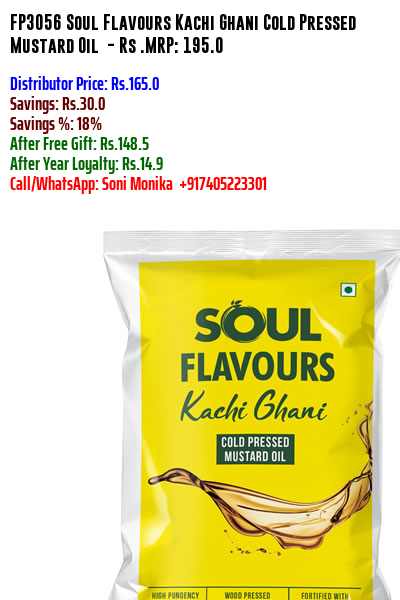 FP3056 Soul Flavours Kachi Ghani Cold Pressed
Mustard Oil - Rs .MRP: 195.0
Distributor Price: Rs.165.0
Savings: Rs.30.0
Savings %: 18%
After Free Gift: Rs.148.5
After Year Loyalty: Rs.14.9
Call/WhatsApp: Soni Monika +917405223301
SOUL
FLAVOURS
Kachi Ghani
COLD PRESSED
MUSTARD OIL
HIGH PUNGENCY WOOD PRESSED FORTIFIED WITH